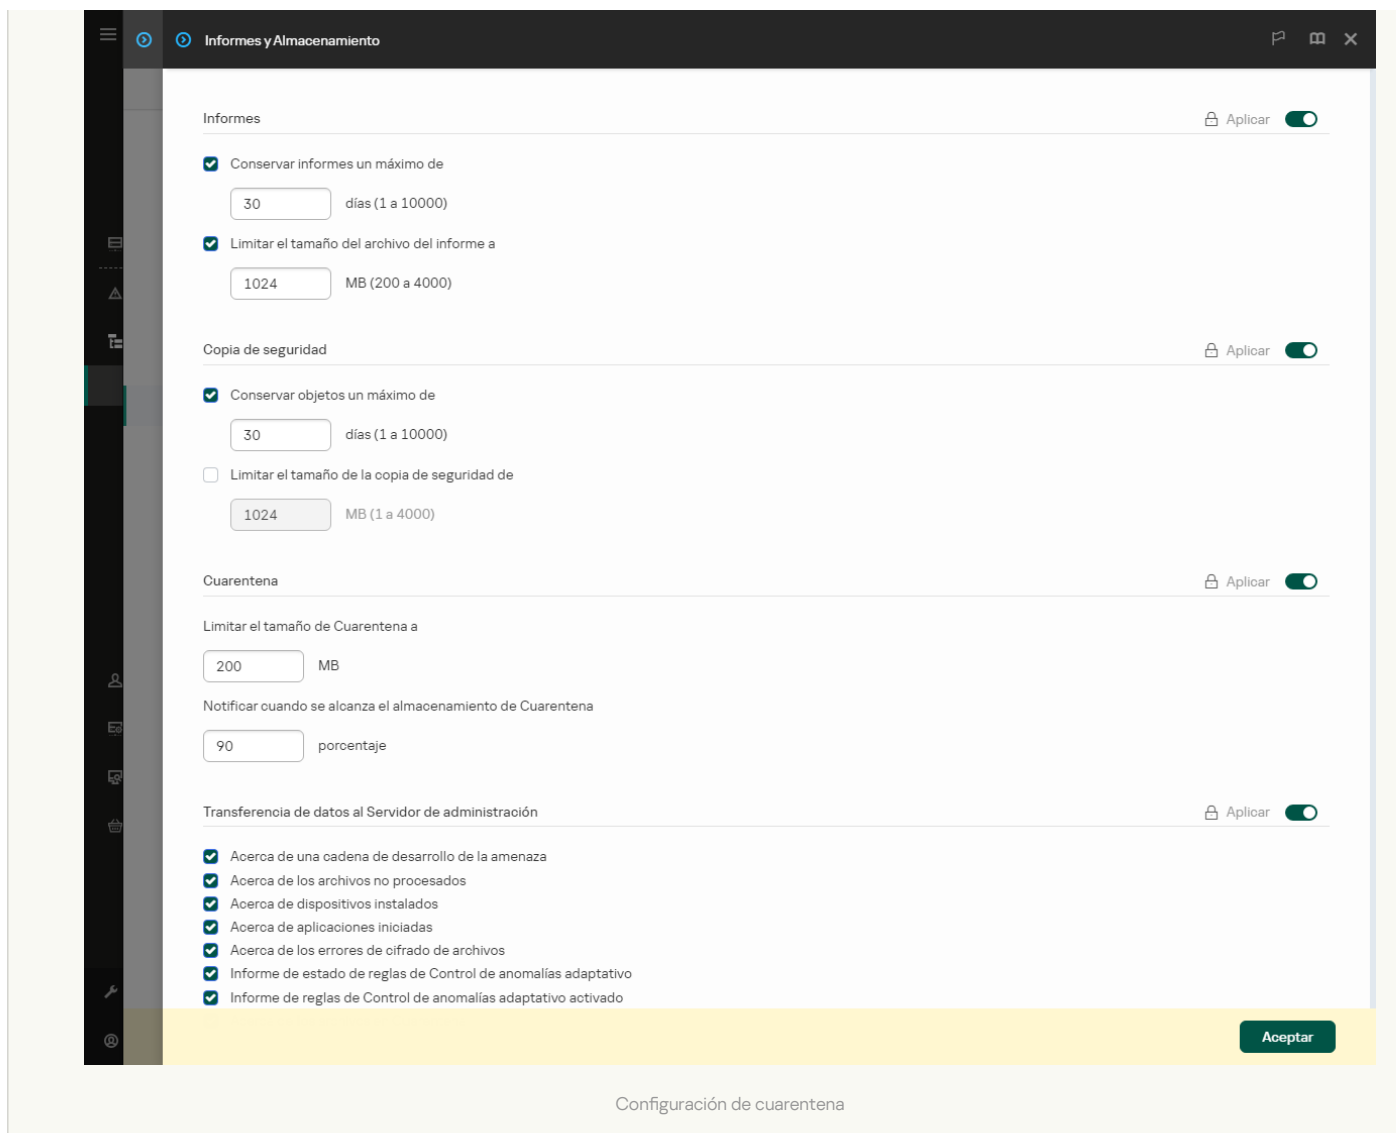 Informes y Almacenamiento
Informes
Aplicar
Conservar informes un máximo de
30 días (1 a 10000)
Limitar el tamaño del archivo del informe a
1024 MB (200 a 4000)
Copia de seguridad
Aplicar
Conservar objetos un máximo de
30 días (1 a 10000)
Limitar el tamaño de la copia de seguridad de
1024 MB (1 a 4000)
Cuarentena
Aplicar
Limitar el tamaño de Cuarentena a
200 MB
Notificar cuando se alcanza el almacenamiento de Cuarentena
90 porcentaje
Transferencia de datos al Servidor de administración
Aplicar
Acerca de una cadena de desarrollo de la amenaza
Acerca de los archivos no procesados
Acerca de dispositivos instalados
Acerca de aplicaciones iniciadas
Acerca de los errores de cifrado de archivos
Informe de estado de reglas de Control de anomalías adaptativo
Informe de reglas de Control de anomalías adaptativo activado
Aceptar
Configuración de cuarentena